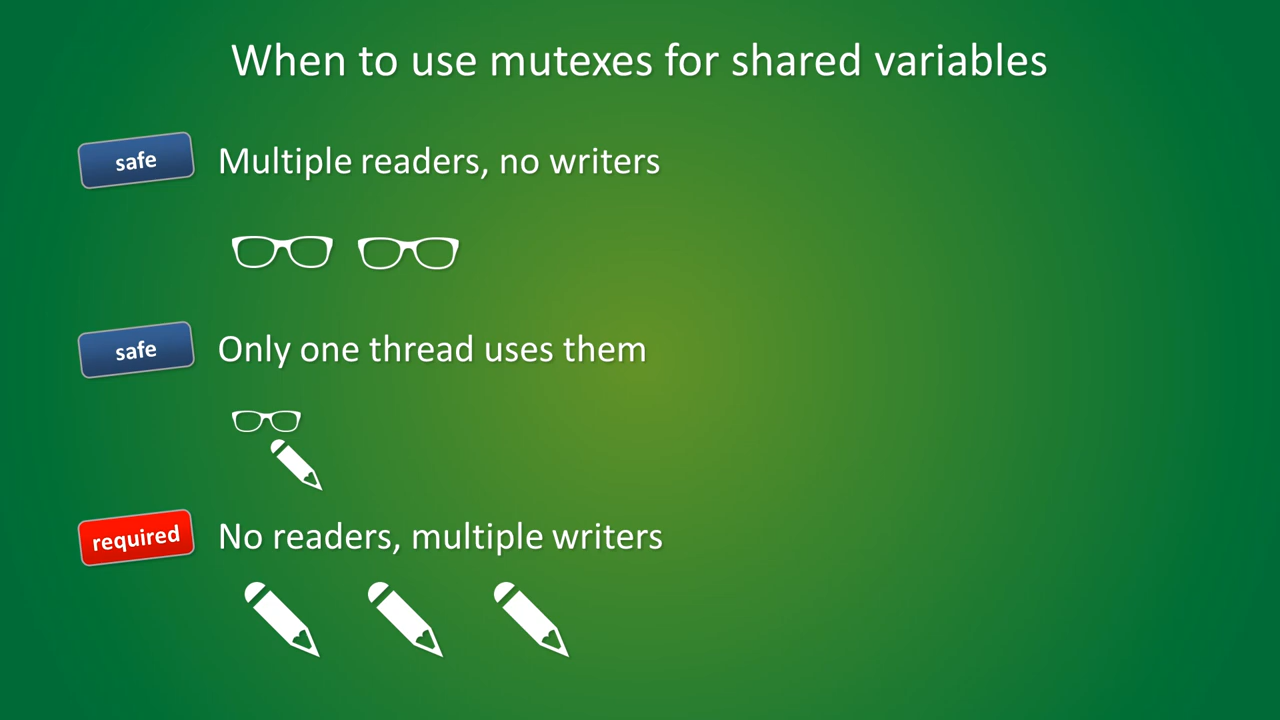 When to use mutexes for shared variables
safe
Multiple readers, no writers
safe
Only one thread uses them
required
No readers, multiple writers